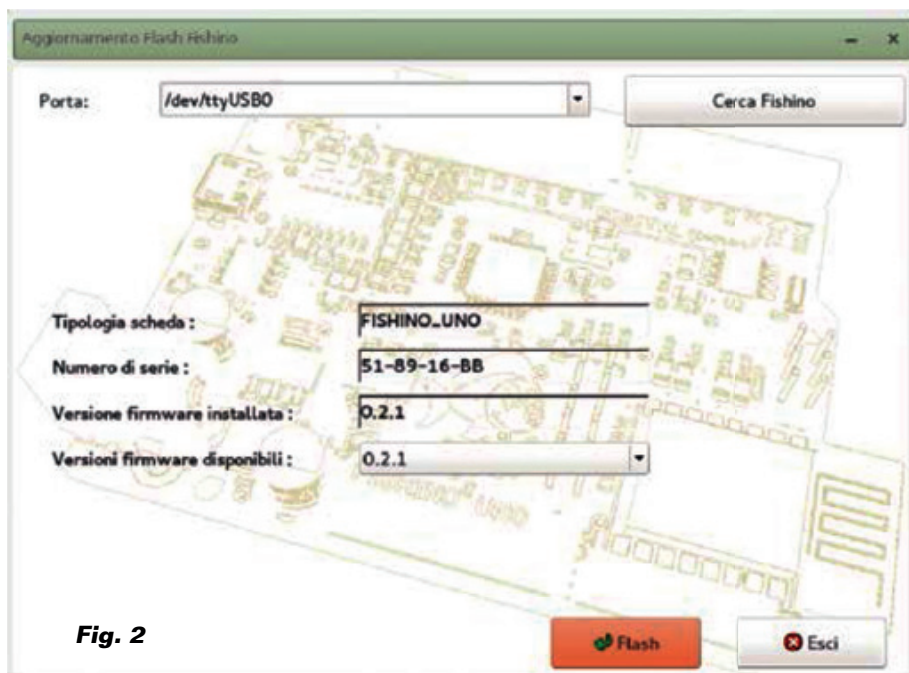 Aggiornamento Flash Fishino
Porta: /dev/ttyUSB0 Cerca Fishino
Tipologia scheda : FISHINO_UNO
Numero di serie : 51-89-16-BB
Versione firmware installata : 0.2.1
Versioni firmware disponibili : 0.2.1
Fig. 2
Flash Esci